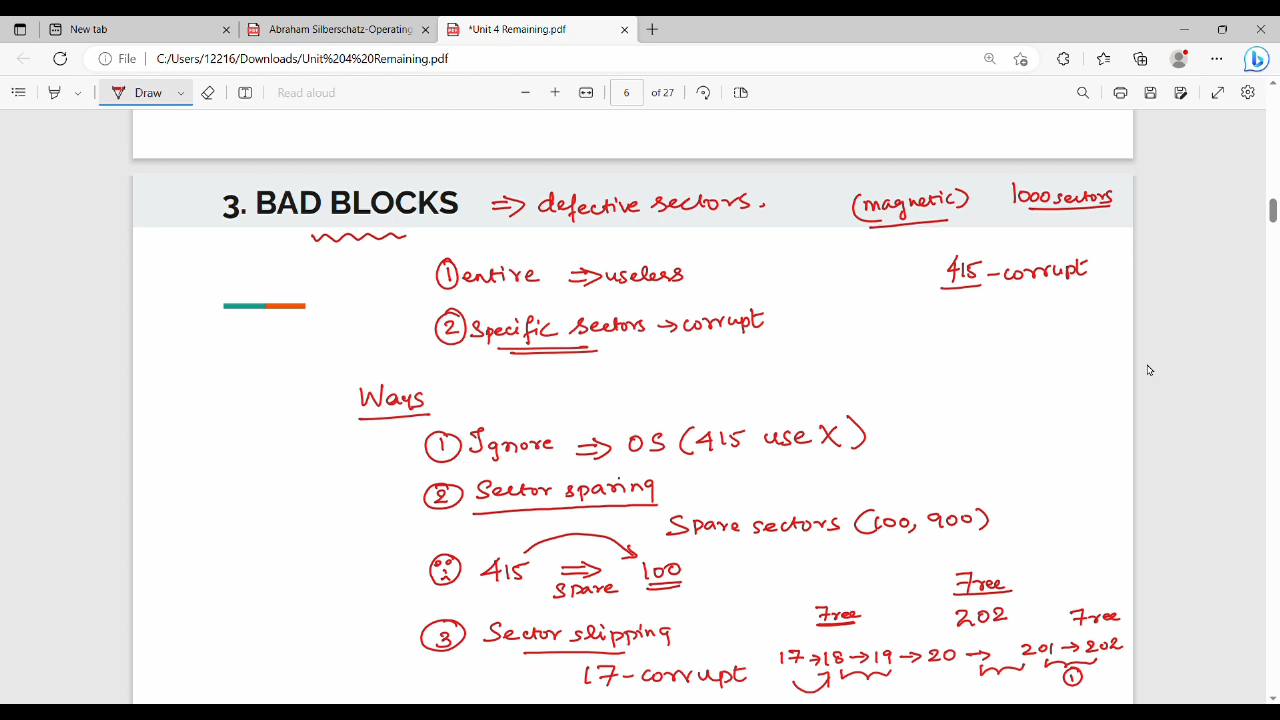 New tab
Abraham Silberschatz-Operating
*Unit 4 Remaining.pdf
File C:/Users/12216/Downloads/Unit%204%20Remaining.pdf
Draw
Read aloud
6 of 27
3. BAD BLOCKS ⇒ defective sectors. (magnetic) 1000 sectors
① entire ⇒ useless 415 - corrupt
② Specific sectors → corrupt
Ways
① Ignore ⇒ OS (415 use X)
② Sector sparing
Spare sectors (100, 900)
415 ⇒ 100
spare
Free
Free 202 Free
③ Sector slipping
17 → 18 → 19 → 20 → 201 → 202
①
17 - corrupt